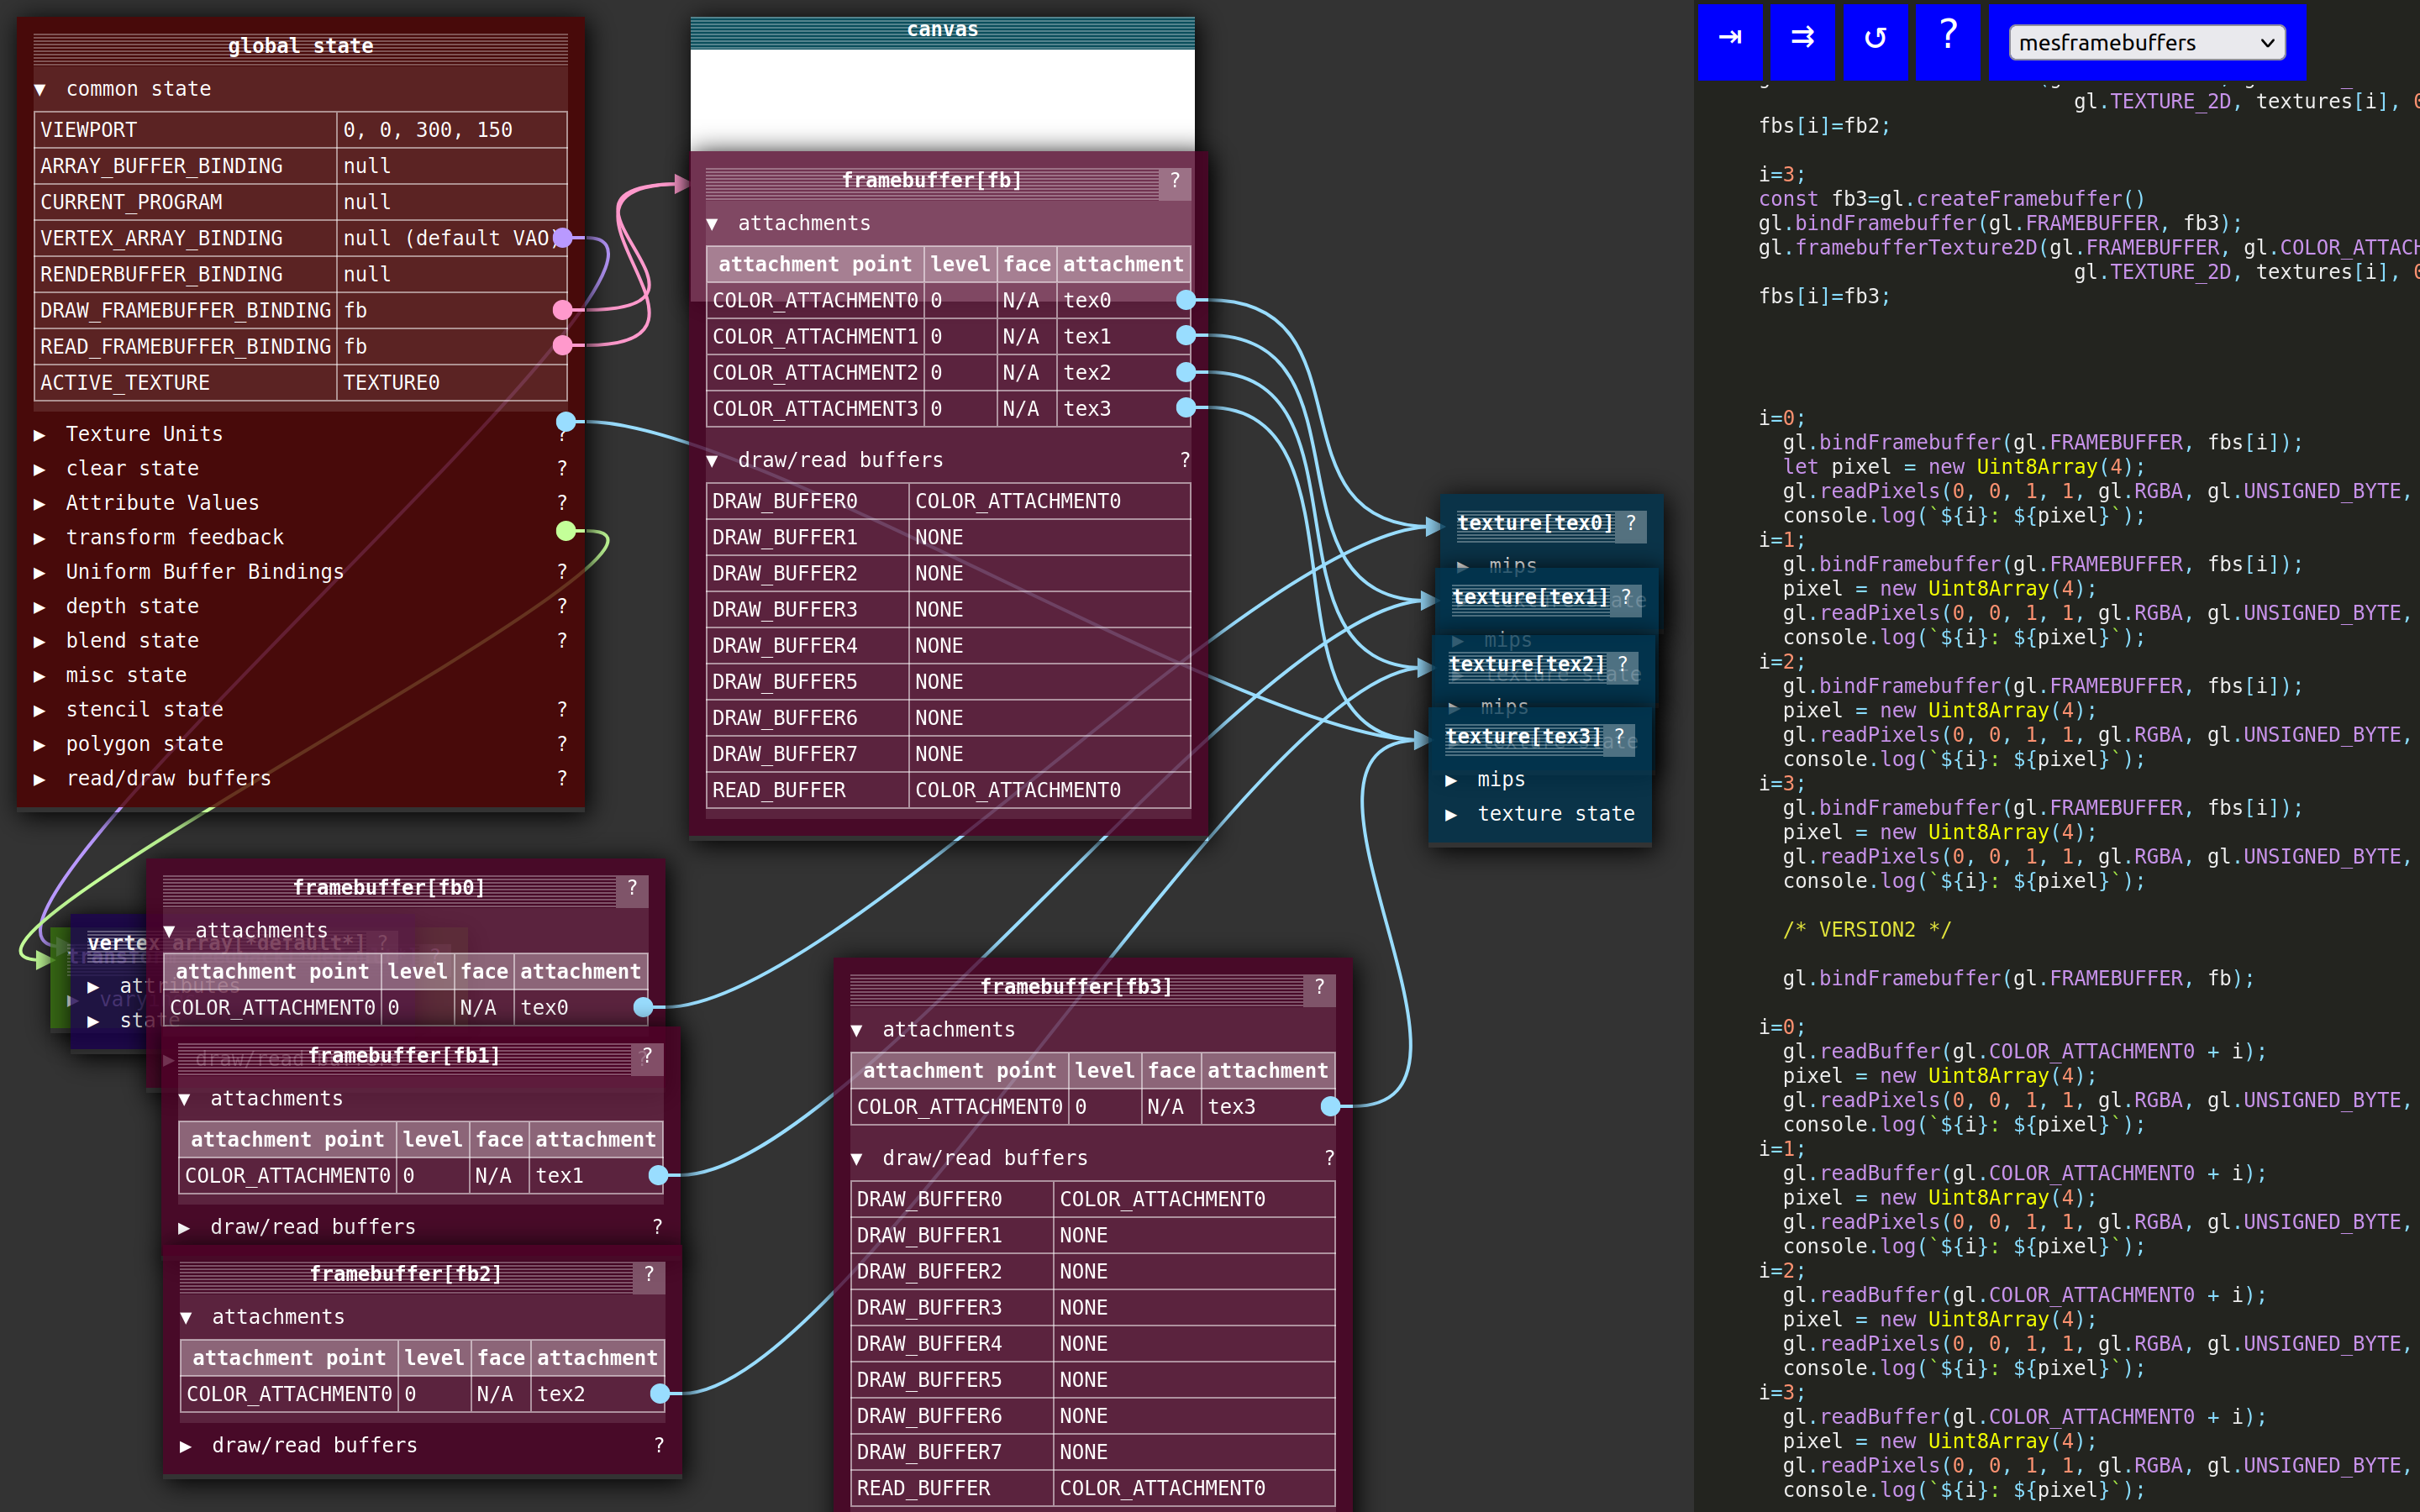 global state
▼ common state
VIEWPORT 0, 0, 300, 150
ARRAY_BUFFER_BINDING null
CURRENT_PROGRAM null
VERTEX_ARRAY_BINDING null (default VAO)
RENDERBUFFER_BINDING null
DRAW_FRAMEBUFFER_BINDING fb
READ_FRAMEBUFFER_BINDING fb
ACTIVE_TEXTURE TEXTURE0
▶ Texture Units ?
▶ clear state ?
▶ Attribute Values ?
▶ transform feedback
▶ Uniform Buffer Bindings ?
▶ depth state ?
▶ blend state ?
▶ misc state
▶ stencil state ?
▶ polygon state ?
▶ read/draw buffers ?
canvas
framebuffer[fb] ?
▼ attachments
attachment point level face attachment
COLOR_ATTACHMENT0 0 N/A tex0
COLOR_ATTACHMENT1 0 N/A tex1
COLOR_ATTACHMENT2 0 N/A tex2
COLOR_ATTACHMENT3 0 N/A tex3
▼ draw/read buffers ?
DRAW_BUFFER0 COLOR_ATTACHMENT0
DRAW_BUFFER1 NONE
DRAW_BUFFER2 NONE
DRAW_BUFFER3 NONE
DRAW_BUFFER4 NONE
DRAW_BUFFER5 NONE
DRAW_BUFFER6 NONE
DRAW_BUFFER7 NONE
READ_BUFFER COLOR_ATTACHMENT0
texture[tex0] ?
▶ mips
texture[tex1] ?
▶ mips
texture[tex2] ?
▶ mips
texture[tex3] ?
▶ mips
▶ texture state
vertex array[*default*] ?
▶ attributes
▶ state
framebuffer[fb0] ?
▼ attachments
attachment point level face attachment
COLOR_ATTACHMENT0 0 N/A tex0
▶ draw/read buffers
framebuffer[fb1] ?
▼ attachments
attachment point level face attachment
COLOR_ATTACHMENT0 0 N/A tex1
▶ draw/read buffers ?
framebuffer[fb2] ?
▼ attachments
attachment point level face attachment
COLOR_ATTACHMENT0 0 N/A tex2
▶ draw/read buffers ?
framebuffer[fb3] ?
▼ attachments
attachment point level face attachment
COLOR_ATTACHMENT0 0 N/A tex3
▼ draw/read buffers ?
DRAW_BUFFER0 COLOR_ATTACHMENT0
DRAW_BUFFER1 NONE
DRAW_BUFFER2 NONE
DRAW_BUFFER3 NONE
DRAW_BUFFER4 NONE
DRAW_BUFFER5 NONE
DRAW_BUFFER6 NONE
DRAW_BUFFER7 NONE
READ_BUFFER COLOR_ATTACHMENT0
⇥ ⇉ ↺ ? mesframebuffers
gl.TEXTURE_2D, textures[i], 0
fbs[i]=fb2;
i=3;
const fb3=gl.createFramebuffer()
gl.bindFramebuffer(gl.FRAMEBUFFER, fb3);
gl.framebufferTexture2D(gl.FRAMEBUFFER, gl.COLOR_ATTACH
gl.TEXTURE_2D, textures[i], 0
fbs[i]=fb3;
i=0;
gl.bindFramebuffer(gl.FRAMEBUFFER, fbs[i]);
let pixel = new Uint8Array(4);
gl.readPixels(0, 0, 1, 1, gl.RGBA, gl.UNSIGNED_BYTE,
console.log(`${i}: ${pixel}`);
i=1;
gl.bindFramebuffer(gl.FRAMEBUFFER, fbs[i]);
pixel = new Uint8Array(4);
gl.readPixels(0, 0, 1, 1, gl.RGBA, gl.UNSIGNED_BYTE,
console.log(`${i}: ${pixel}`);
i=2;
gl.bindFramebuffer(gl.FRAMEBUFFER, fbs[i]);
pixel = new Uint8Array(4);
gl.readPixels(0, 0, 1, 1, gl.RGBA, gl.UNSIGNED_BYTE,
console.log(`${i}: ${pixel}`);
i=3;
gl.bindFramebuffer(gl.FRAMEBUFFER, fbs[i]);
pixel = new Uint8Array(4);
gl.readPixels(0, 0, 1, 1, gl.RGBA, gl.UNSIGNED_BYTE,
console.log(`${i}: ${pixel}`);
/* VERSION2 */
gl.bindFramebuffer(gl.FRAMEBUFFER, fb);
i=0;
gl.readBuffer(gl.COLOR_ATTACHMENT0 + i);
pixel = new Uint8Array(4);
gl.readPixels(0, 0, 1, 1, gl.RGBA, gl.UNSIGNED_BYTE,
console.log(`${i}: ${pixel}`);
i=1;
gl.readBuffer(gl.COLOR_ATTACHMENT0 + i);
pixel = new Uint8Array(4);
gl.readPixels(0, 0, 1, 1, gl.RGBA, gl.UNSIGNED_BYTE,
console.log(`${i}: ${pixel}`);
i=2;
gl.readBuffer(gl.COLOR_ATTACHMENT0 + i);
pixel = new Uint8Array(4);
gl.readPixels(0, 0, 1, 1, gl.RGBA, gl.UNSIGNED_BYTE,
console.log(`${i}: ${pixel}`);
i=3;
gl.readBuffer(gl.COLOR_ATTACHMENT0 + i);
pixel = new Uint8Array(4);
gl.readPixels(0, 0, 1, 1, gl.RGBA, gl.UNSIGNED_BYTE,
console.log(`${i}: ${pixel}`);